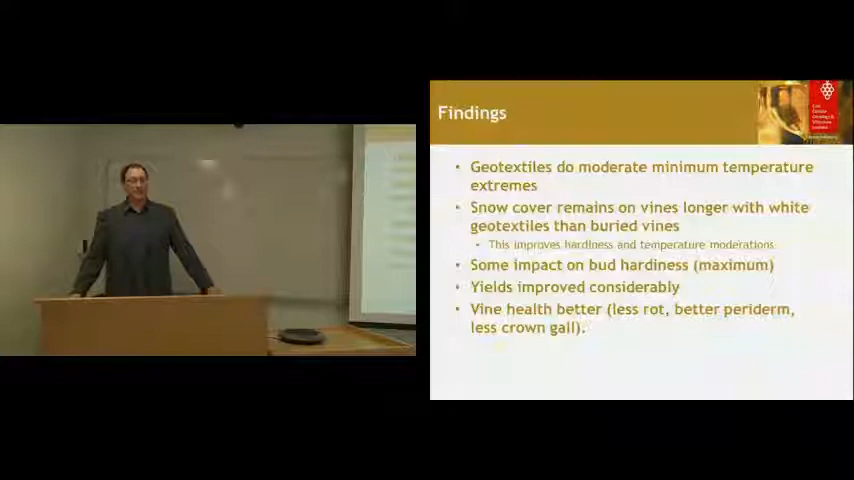 Findings
• Geotextiles do moderate minimum temperature
extremes
• Snow cover remains on vines longer with white
geotextiles than buried vines
• This improves hardiness and temperature moderations
• Some impact on bud hardiness (maximum)
• Yields improved considerably
• Vine health better (less rot, better periderm,
less crown gall).